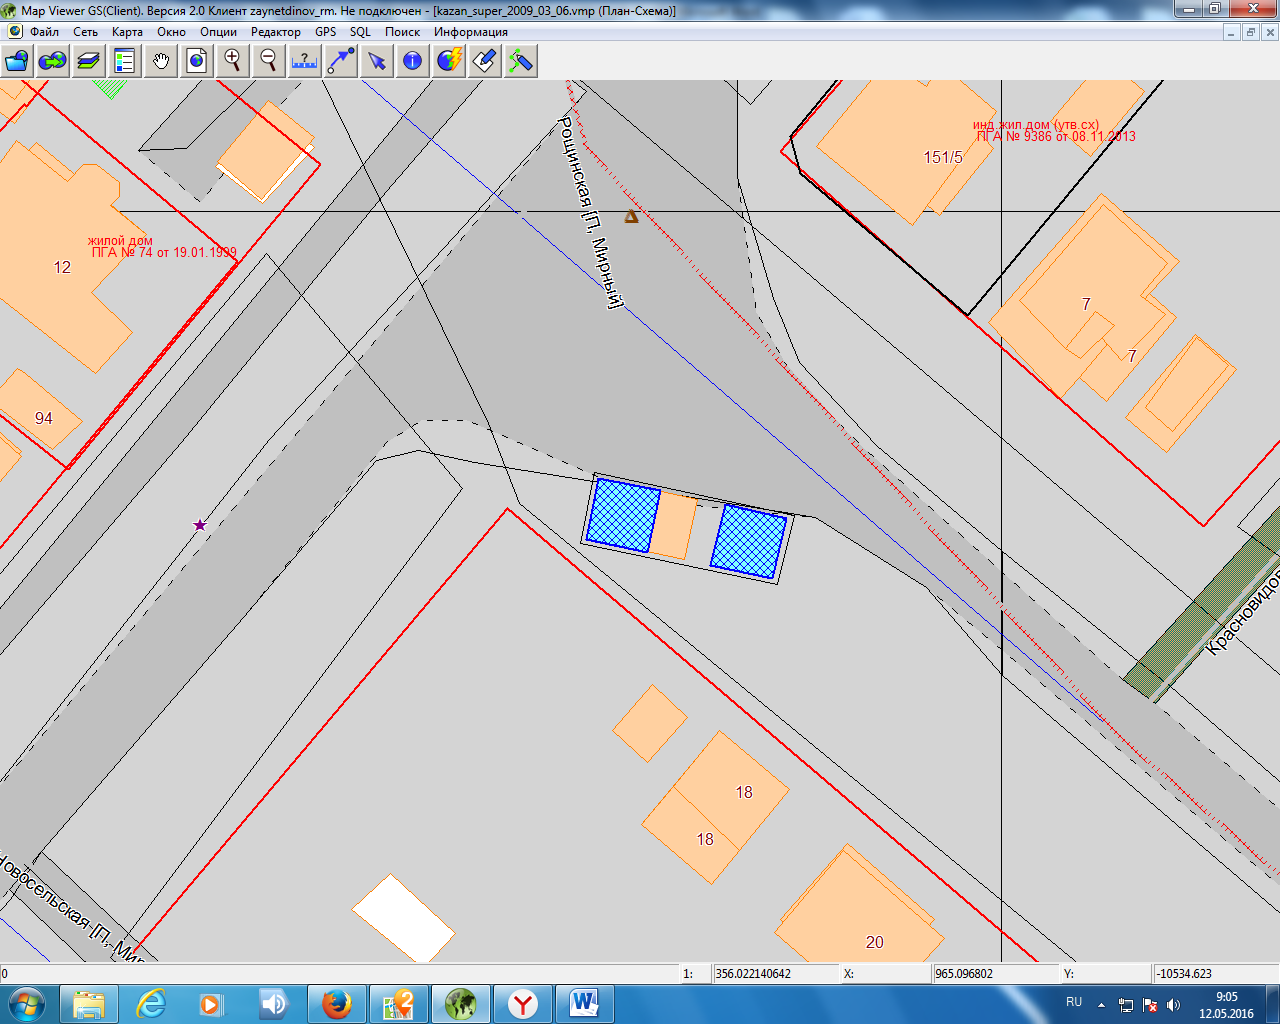 Map Viewer GS(Client). Версия 2.0 Клиент zaynetdinov_rm. Не подключен - [kazan_super_2009_03_06.vmp (План-Схема)]
Файл Сеть Карта Окно Опции Редактор GPS SQL Поиск Информация
Рощинская [П, Мирный]
инд.жил.дом (утв.сх)
ПГА № 9386 от 08.11.2013
151/5
жилой дом
ПГА № 74 от 19.01.1999
12
7
7
94
Красновидов
18
18
20
Новосельская [П, Мир
0 1: 356.022140642 X: 965.096802 Y: -10534.623
RU 9:05
12.05.2016